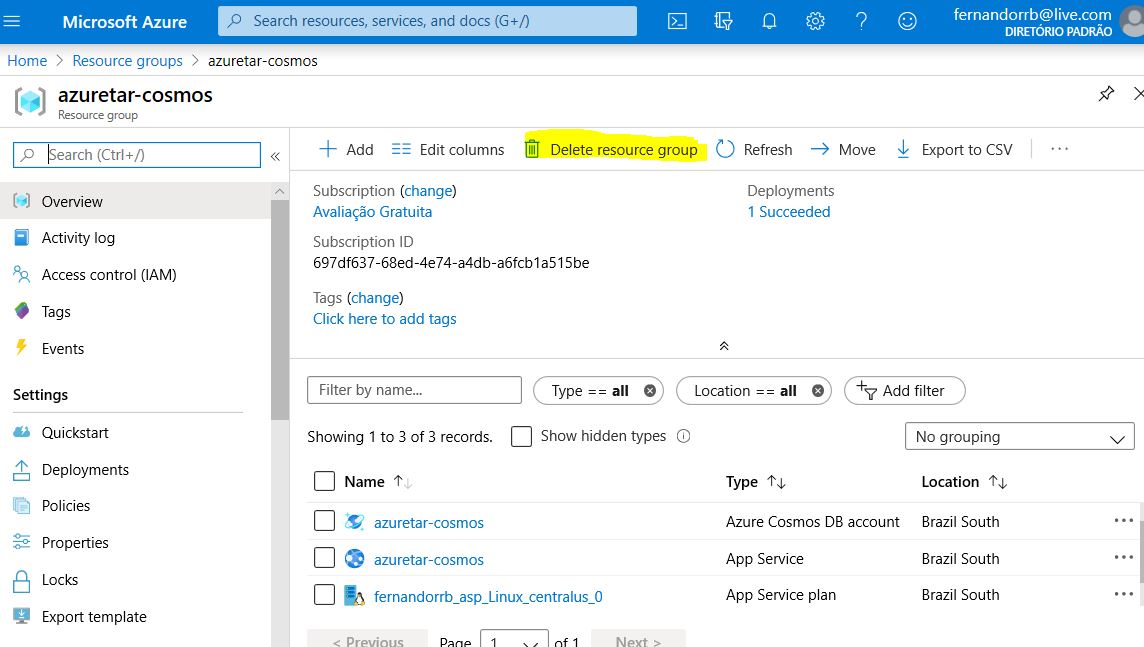 Microsoft Azure
Search resources, services, and docs (G+/)
fernandorrb@live.com
DIRETÓRIO PADRÃO
Home > Resource groups > azuretar-cosmos
azuretar-cosmos
Resource group
Search (Ctrl+/)
«
Overview
Activity log
Access control (IAM)
Tags
Events
Settings
Quickstart
Deployments
Policies
Properties
Locks
Export template
Add Edit columns Delete resource group Refresh Move Export to CSV ...
Subscription (change)
Avaliação Gratuita
Subscription ID
697df637-68ed-4e74-a4db-a6fcb1a515be
Tags (change)
Click here to add tags
Deployments
1 Succeeded
Filter by name... Type == all Location == all Add filter
Showing 1 to 3 of 3 records. Show hidden types No grouping
Name Type Location
azuretar-cosmos Azure Cosmos DB account Brazil South ...
azuretar-cosmos App Service Brazil South ...
fernandorrb_asp_Linux_centralus_0 App Service plan Brazil South ...
< Previous Page 1 of 1 Next >